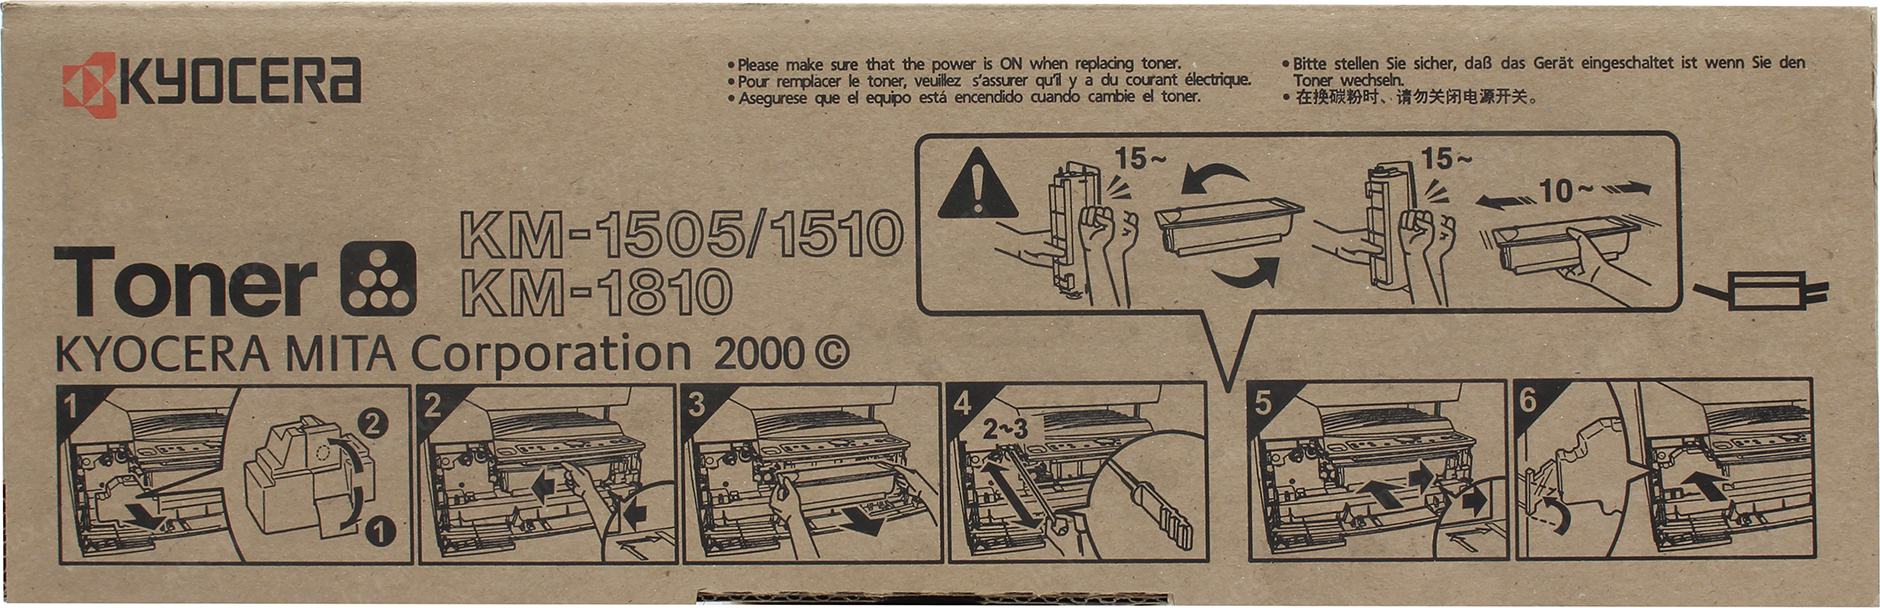 KYOCERA
• Please make sure that the power is ON when replacing toner.
• Pour remplacer le toner, veuillez s'assurer qu'il y a du courant électrique.
• Asegurese que el equipo está encendido cuando cambie el toner.
• Bitte stellen Sie sicher, daß das Gerät eingeschaltet ist wenn Sie den
Toner wechseln.
• 在换碳粉时、请勿关闭电源开关。
15~
15~
10~
Toner
KM-1505/1510
KM-1810
KYOCERA MITA Corporation 2000 ©
1
2
1
2
3
4
2~3
5
6